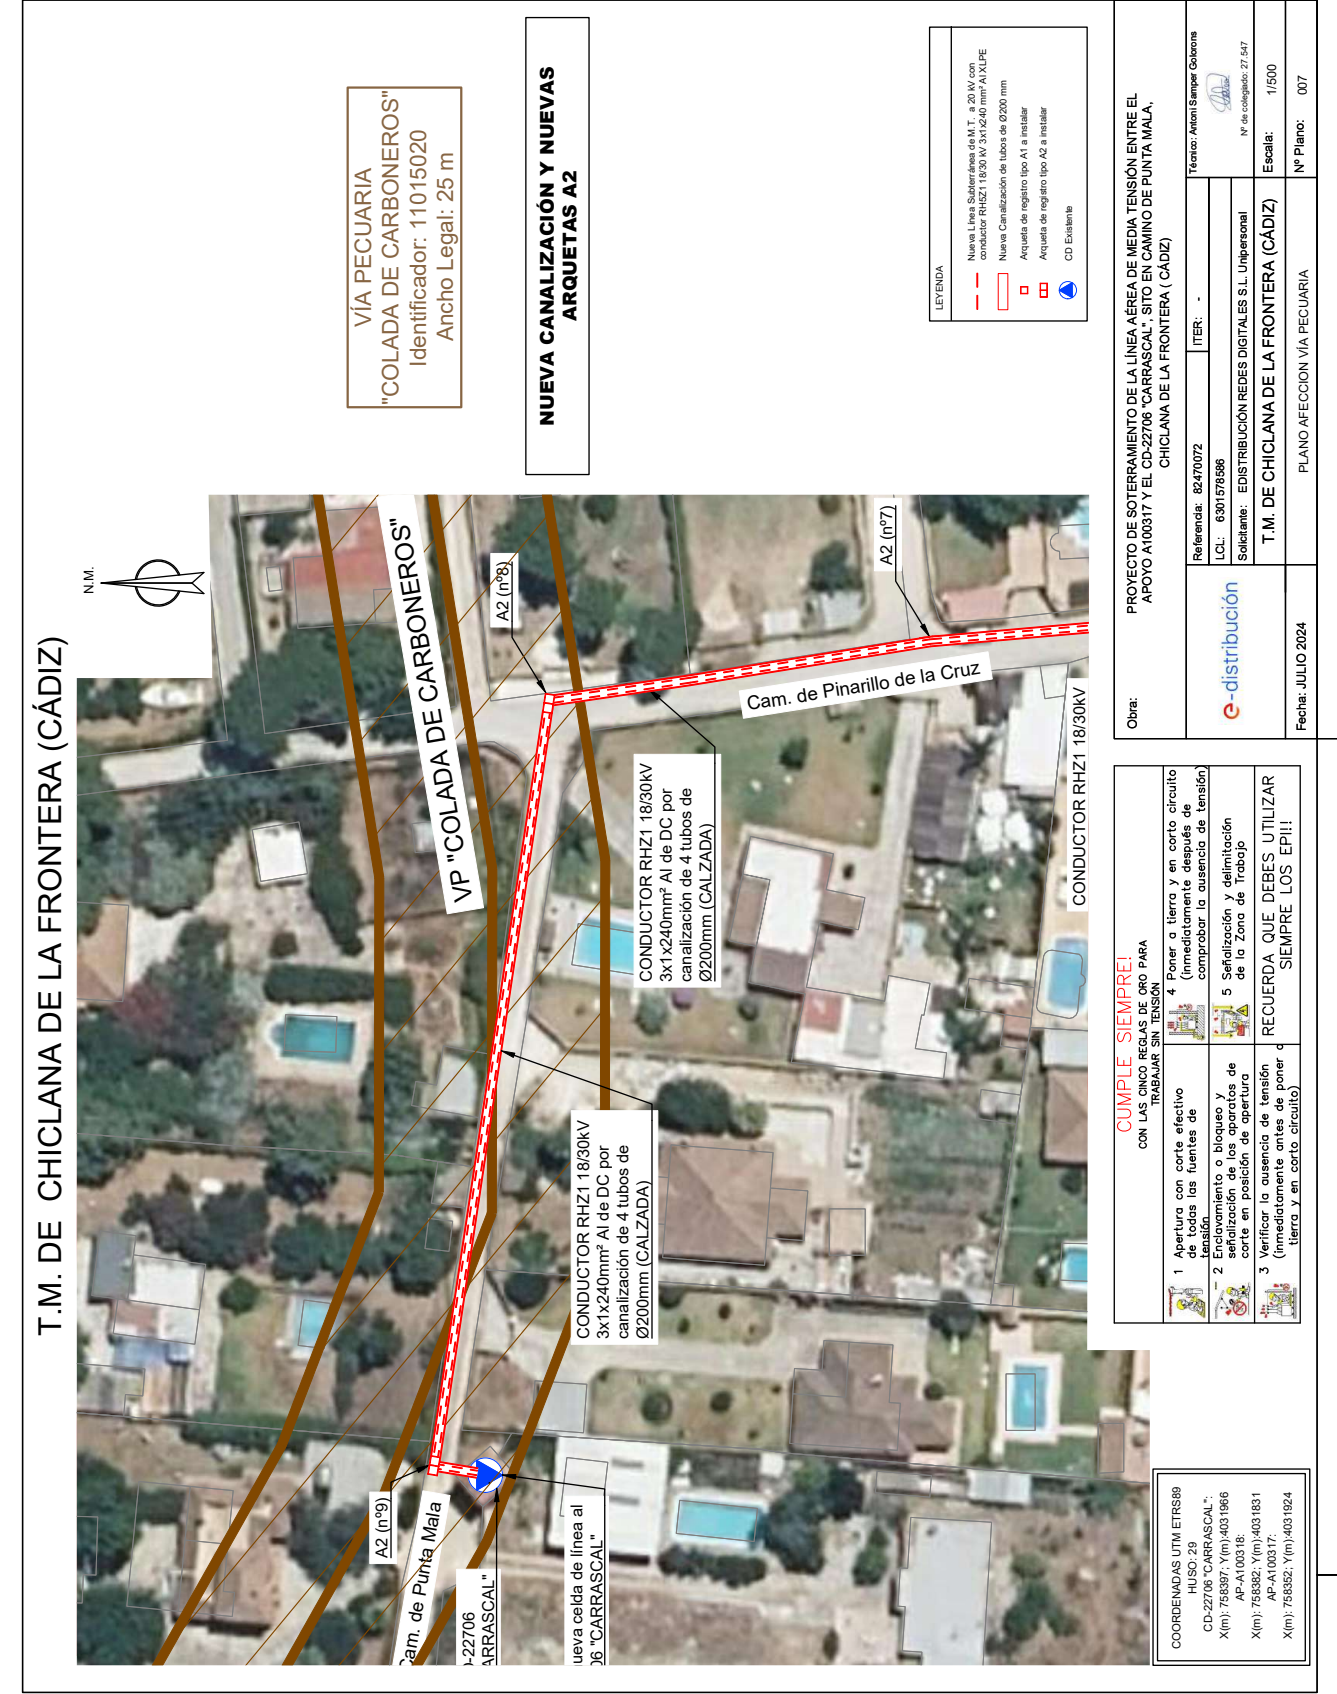 T.M. DE CHICLANA DE LA FRONTERA (CÁDIZ)
N.M.
VÍA PECUARIA
"COLADA DE CARBONEROS"
Identificador: 11015020
Ancho Legal: 25 m
NUEVA CANALIZACIÓN Y NUEVAS
ARQUETAS A2
VP "COLADA DE CARBONEROS"
A2 (nº8)
A2 (nº7)
A2 (nº9)
Cam. de Pinarillo de la Cruz
Cam. de Punta Mala
CONDUCTOR RHZ1 18/30kV
3x1x240mm² Al de DC por
canalización de 4 tubos de
Ø200mm (CALZADA)
CONDUCTOR RHZ1 18/30kV
3x1x240mm² Al de DC por
canalización de 4 tubos de
Ø200mm (CALZADA)
CONDUCTOR RHZ1 18/30kV
-22706
ARRASCAL"
ueva celda de línea al
06 "CARRASCAL"
LEYENDA
Nueva Línea Subterránea de M.T. a 20 kV con
conductor RH5Z1 18/30 kV 3x1x240 mm² Al XLPE
Nueva Canalización de tubos de Ø200 mm
Arqueta de registro tipo A1 a instalar
Arqueta de registro tipo A2 a instalar
CD Existente
COORDENADAS UTM ETRS89
HUSO: 29
CD-22706 "CARRASCAL":
X(m): 758397; Y(m):4031966
AP-A100318:
X(m): 758382; Y(m):4031831
AP-A100317:
X(m): 758352; Y(m):4031924
CUMPLE SIEMPRE!
CON LAS CINCO REGLAS DE ORO PARA
TRABAJAR SIN TENSIÓN
1 Apertura con corte efectivo
de todas las fuentes de
tensión
2 Enclavamiento o bloqueo y
señalización de los aparatos de
corte en posición de apertura
3 Verificar la ausencia de tensión
(inmediatamente antes de poner a
tierra y en corto circuito)
4 Poner a tierra y en corto circuito
(inmediatamente después de
comprobar la ausencia de tensión)
5 Señalización y delimitación
de la Zona de Trabajo
RECUERDA QUE DEBES UTILIZAR
SIEMPRE LOS EPI!!
Obra:
PROYECTO DE SOTERRAMIENTO DE LA LÍNEA AÉREA DE MEDIA TENSIÓN ENTRE EL
APOYO A100317 Y EL CD-22706 "CARRASCAL", SITO EN CAMINO DE PUNTA MALA,
CHICLANA DE LA FRONTERA ( CÁDIZ)
e-distribución
Referencia: 82470072
ITER: -
LCL: 6301578586
Solicitante: EDISTRIBUCIÓN REDES DIGITALES S.L. Unipersonal
Técnico: Antoni Samper Golorons
Nº de colegiado: 27.547
T.M. DE CHICLANA DE LA FRONTERA (CÁDIZ)
Escala: 1/500
Fecha: JULIO 2024
PLANO AFECCION VÍA PECUARIA
Nº Plano: 007